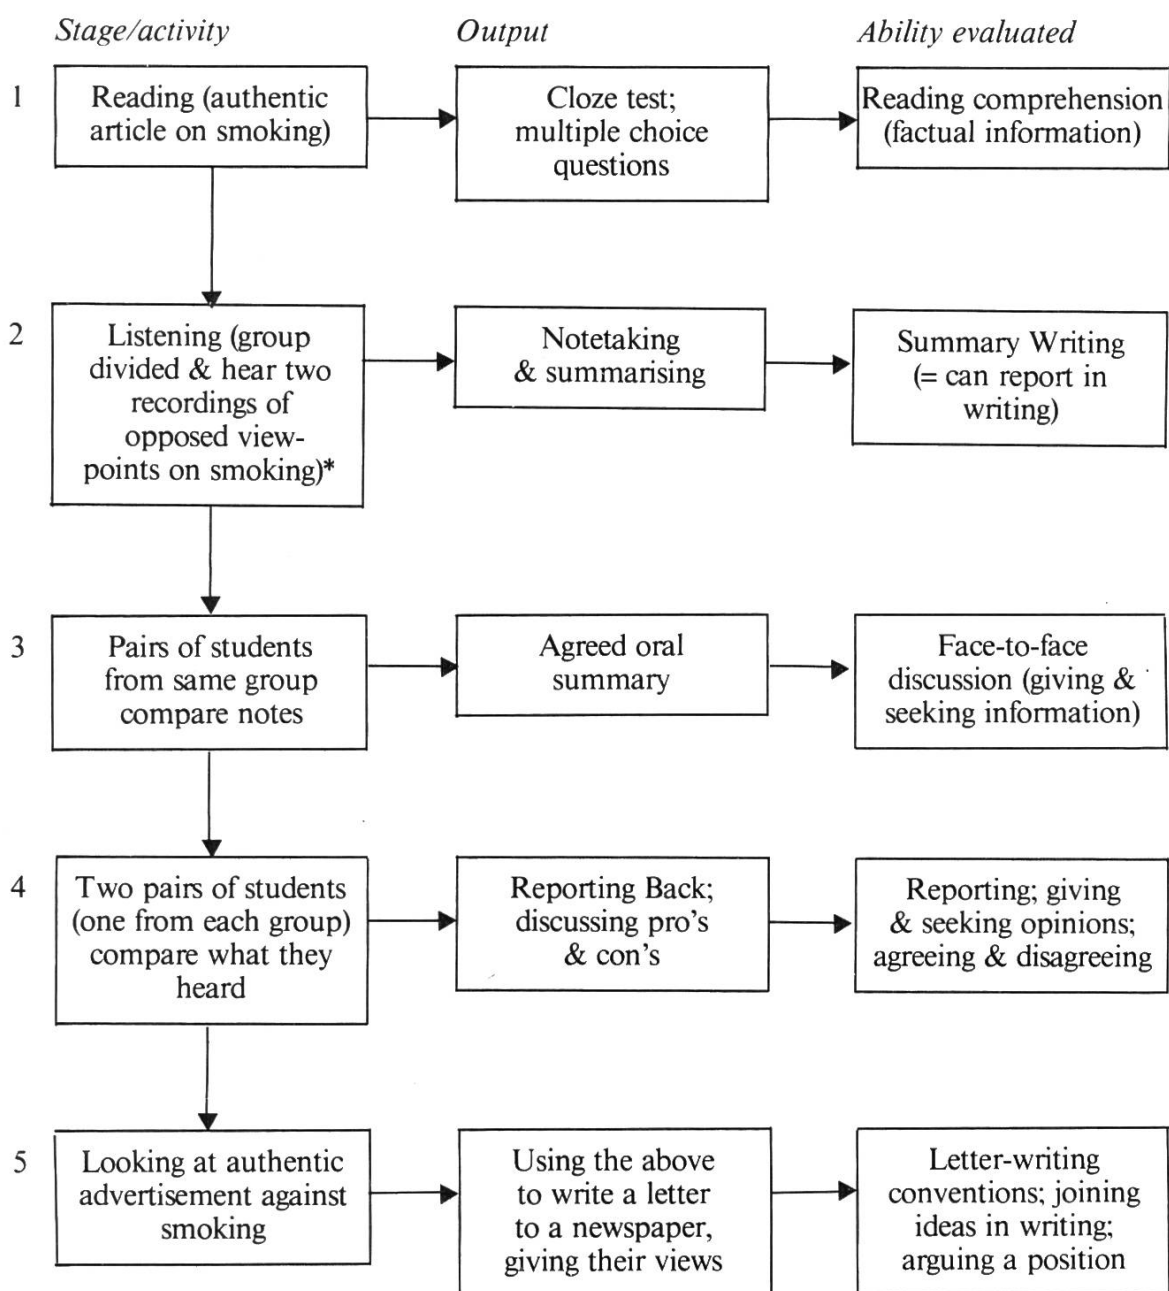 Stage/activity
Output
Ability evaluated
1
Reading (authentic
article on smoking)
Cloze test;
multiple choice
questions
Reading comprehension
(factual information)
2
Listening (group
divided & hear two
recordings of
opposed view-
points on smoking)*
Notetaking
& summarising
Summary Writing
(= can report in
writing)
3
Pairs of students
from same group
compare notes
Agreed oral
summary
Face-to-face
discussion (giving &
seeking information)
4
Two pairs of students
(one from each group)
compare what they
heard
Reporting Back;
discussing pro's
& con's
Reporting; giving
& seeking opinions;
agreeing & disagreeing
5
Looking at authentic
advertisement against
smoking
Using the above
to write a letter
to a newspaper,
giving their views
Letter-writing
conventions; joining
ideas in writing;
arguing a position